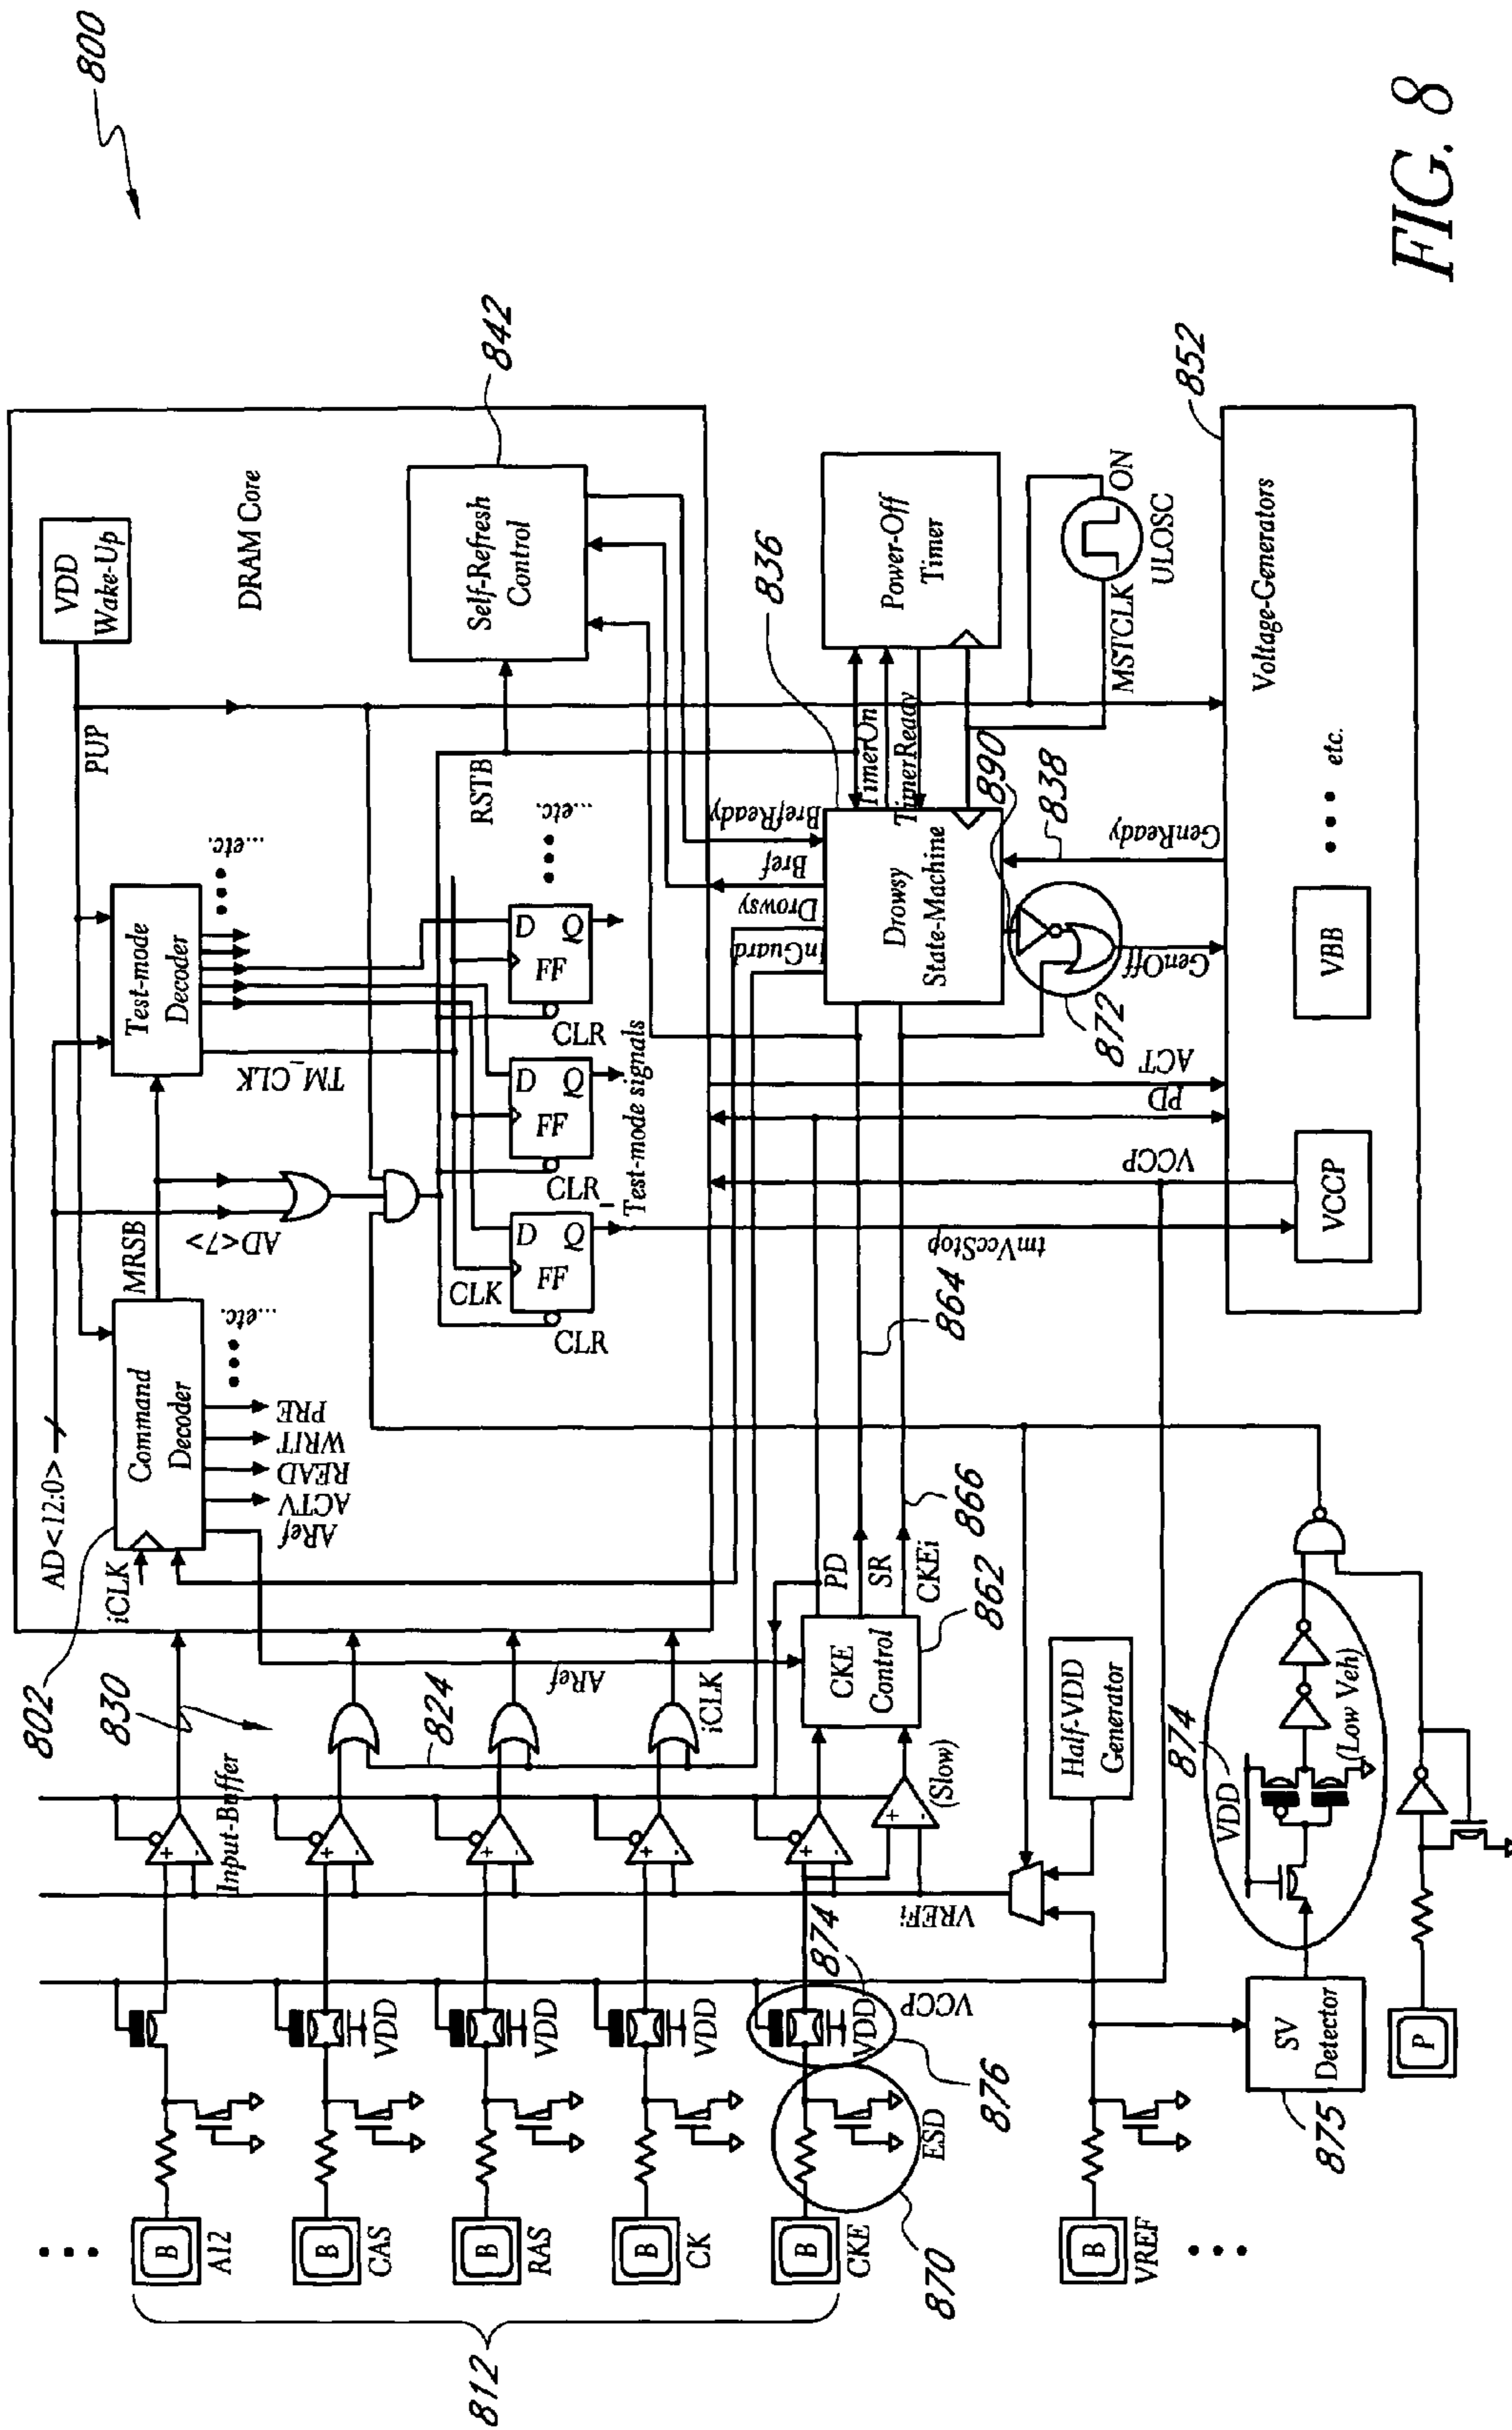 800
VDD
Wake-Up
DRAM Core
842
Self-Refresh
Control
PUP
RSTB
...etc.
Test-mode
Decoder
TM_CLK
...etc.
D
Q
FF
CLR
D
Q
FF
CLR_
D
Q
FF
CLK
CLR
Test-mode signals
MRSB
AD<7>
AD<12:0>
802
Command
Decoder
iCLK
...etc.
PRE
WRIT
READ
ACTV
ARef
830
824
ARef
iCLK
Input-Buffer
836
Power-Off
Timer
TimerOn
TimerReady
ON
ULOSC
MSTCLK
BrefReady
Bref
Drowsy
nGuard
Drowsy
State-Machine
890
838
GenReady
872
GenOff
ACT
PD
VCCP
tmVccStop
852
Voltage-Generators
etc.
VBB
VCCP
864
866
PD
SR
CKEi
CKE
Control
862
(Slow)
Half-VDD
Generator
VREFi
874
VDD
(Low Veh)
812
B
A12
B
CAS
VDD
B
RAS
VDD
B
CK
VDD
B
CKE
VDD
874
VCCP
876
ESD
870
B
VREF
SV
Detector
875
P
FIG. 8